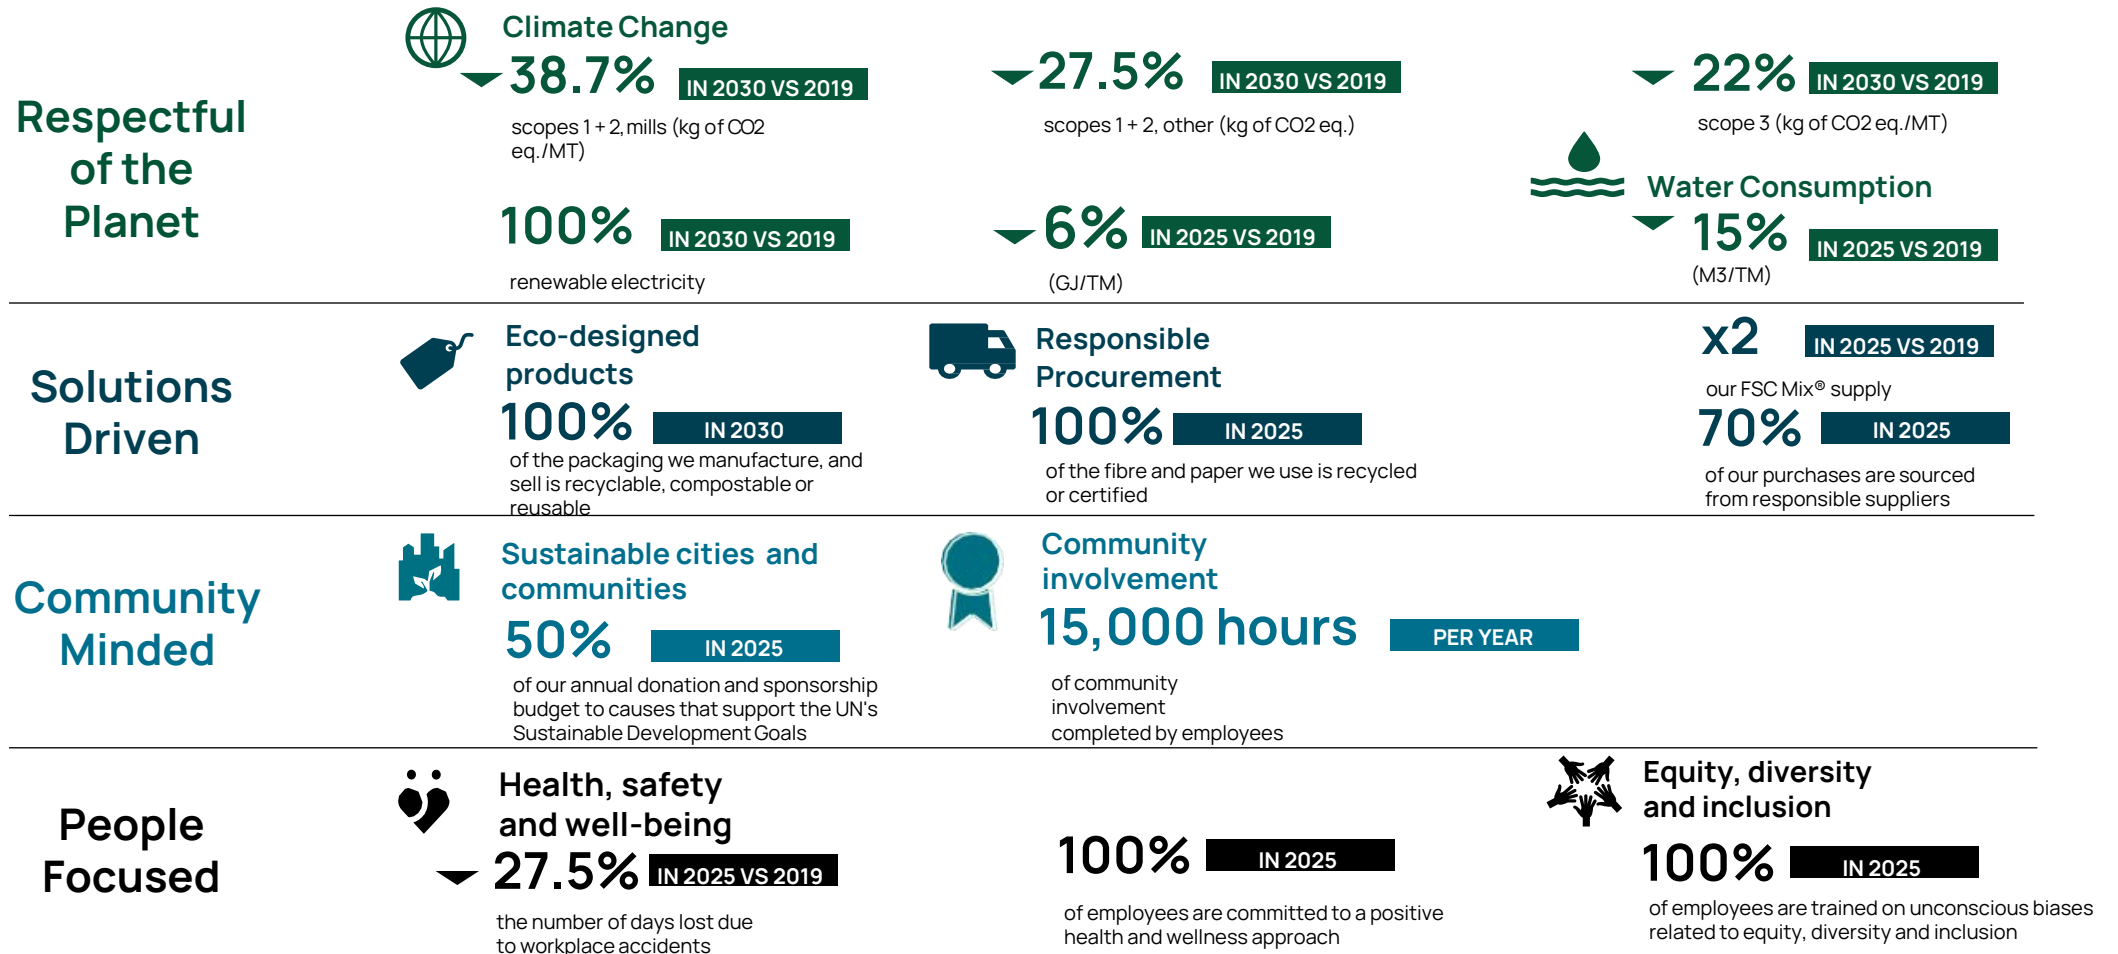 Respectful
of the
Planet
Climate Change
38.7% IN 2030 VS 2019
scopes 1 + 2, mills (kg of CO2
eq./MT)
27.5% IN 2030 VS 2019
scopes 1 + 2, other (kg of CO2 eq.)
22% IN 2030 VS 2019
scope 3 (kg of CO2 eq./MT)
100% IN 2030 VS 2019
renewable electricity
6% IN 2025 VS 2019
(GJ/TM)
Water Consumption
15% IN 2025 VS 2019
(M3/TM)
Solutions
Driven
Eco-designed
products
100% IN 2030
of the packaging we manufacture, and
sell is recyclable, compostable or
reusable
Responsible
Procurement
100% IN 2025
of the fibre and paper we use is recycled
or certified
x2 IN 2025 VS 2019
our FSC Mix® supply
70% IN 2025
of our purchases are sourced
from responsible suppliers
Community
Minded
Sustainable cities and
communities
50% IN 2025
of our annual donation and sponsorship
budget to causes that support the UN's
Sustainable Development Goals
Community
involvement
15,000 hours PER YEAR
of community
involvement
completed by employees
People
Focused
Health, safety
and well-being
27.5% IN 2025 VS 2019
the number of days lost due
to workplace accidents
100% IN 2025
of employees are committed to a positive
health and wellness approach
Equity, diversity
and inclusion
100% IN 2025
of employees are trained on unconscious biases
related to equity, diversity and inclusion